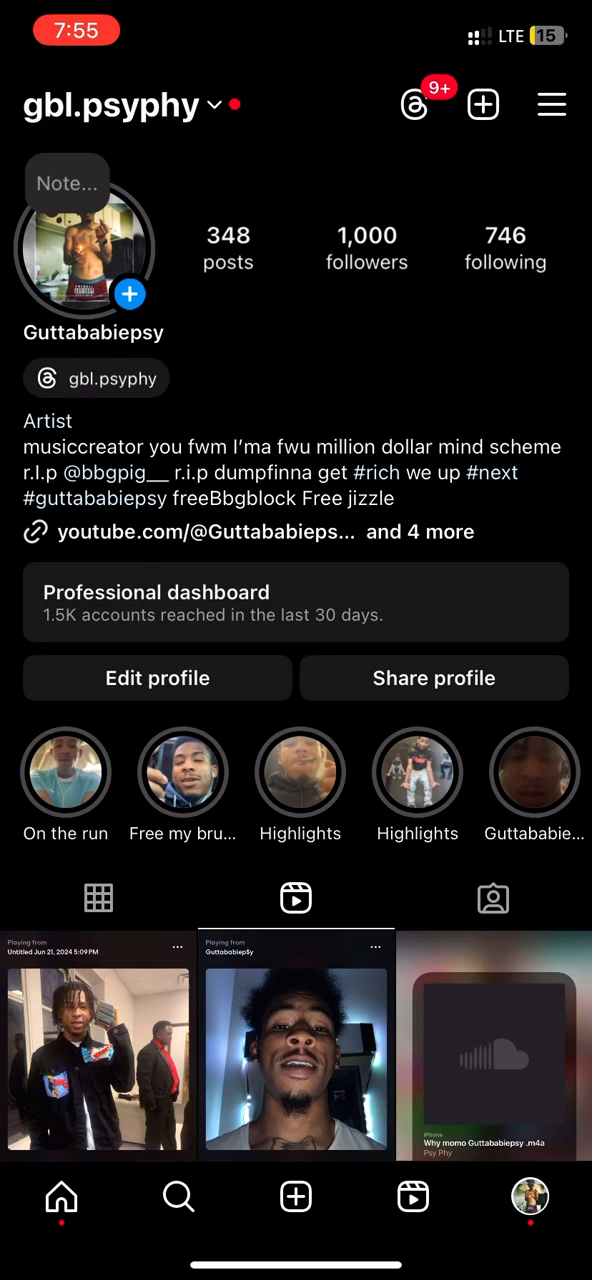 7:55
LTE 15
gbl.psyphy
9+
Note...
348 posts
1,000 followers
746 following
Guttababiepsy
gbl.psyphy
Artist
musiccreator you fwm I'ma fwu million dollar mind scheme
r.I.p @bbgpig__ r.i.p dumpfinna get #rich we up #next
#guttababiepsy freeBbgblock Free jizzle
youtube.com/@Guttababieps... and 4 more
Professional dashboard
1.5K accounts reached in the last 30 days.
Edit profile
Share profile
On the run
Free my bru...
Highlights
Highlights
Guttababie...
Playing from
Untitled Jun 21, 2024 5:09PM
Playing from
Guttababiep$y
iPhone
Why momo Guttababiepsy .m4a
Psy Phy